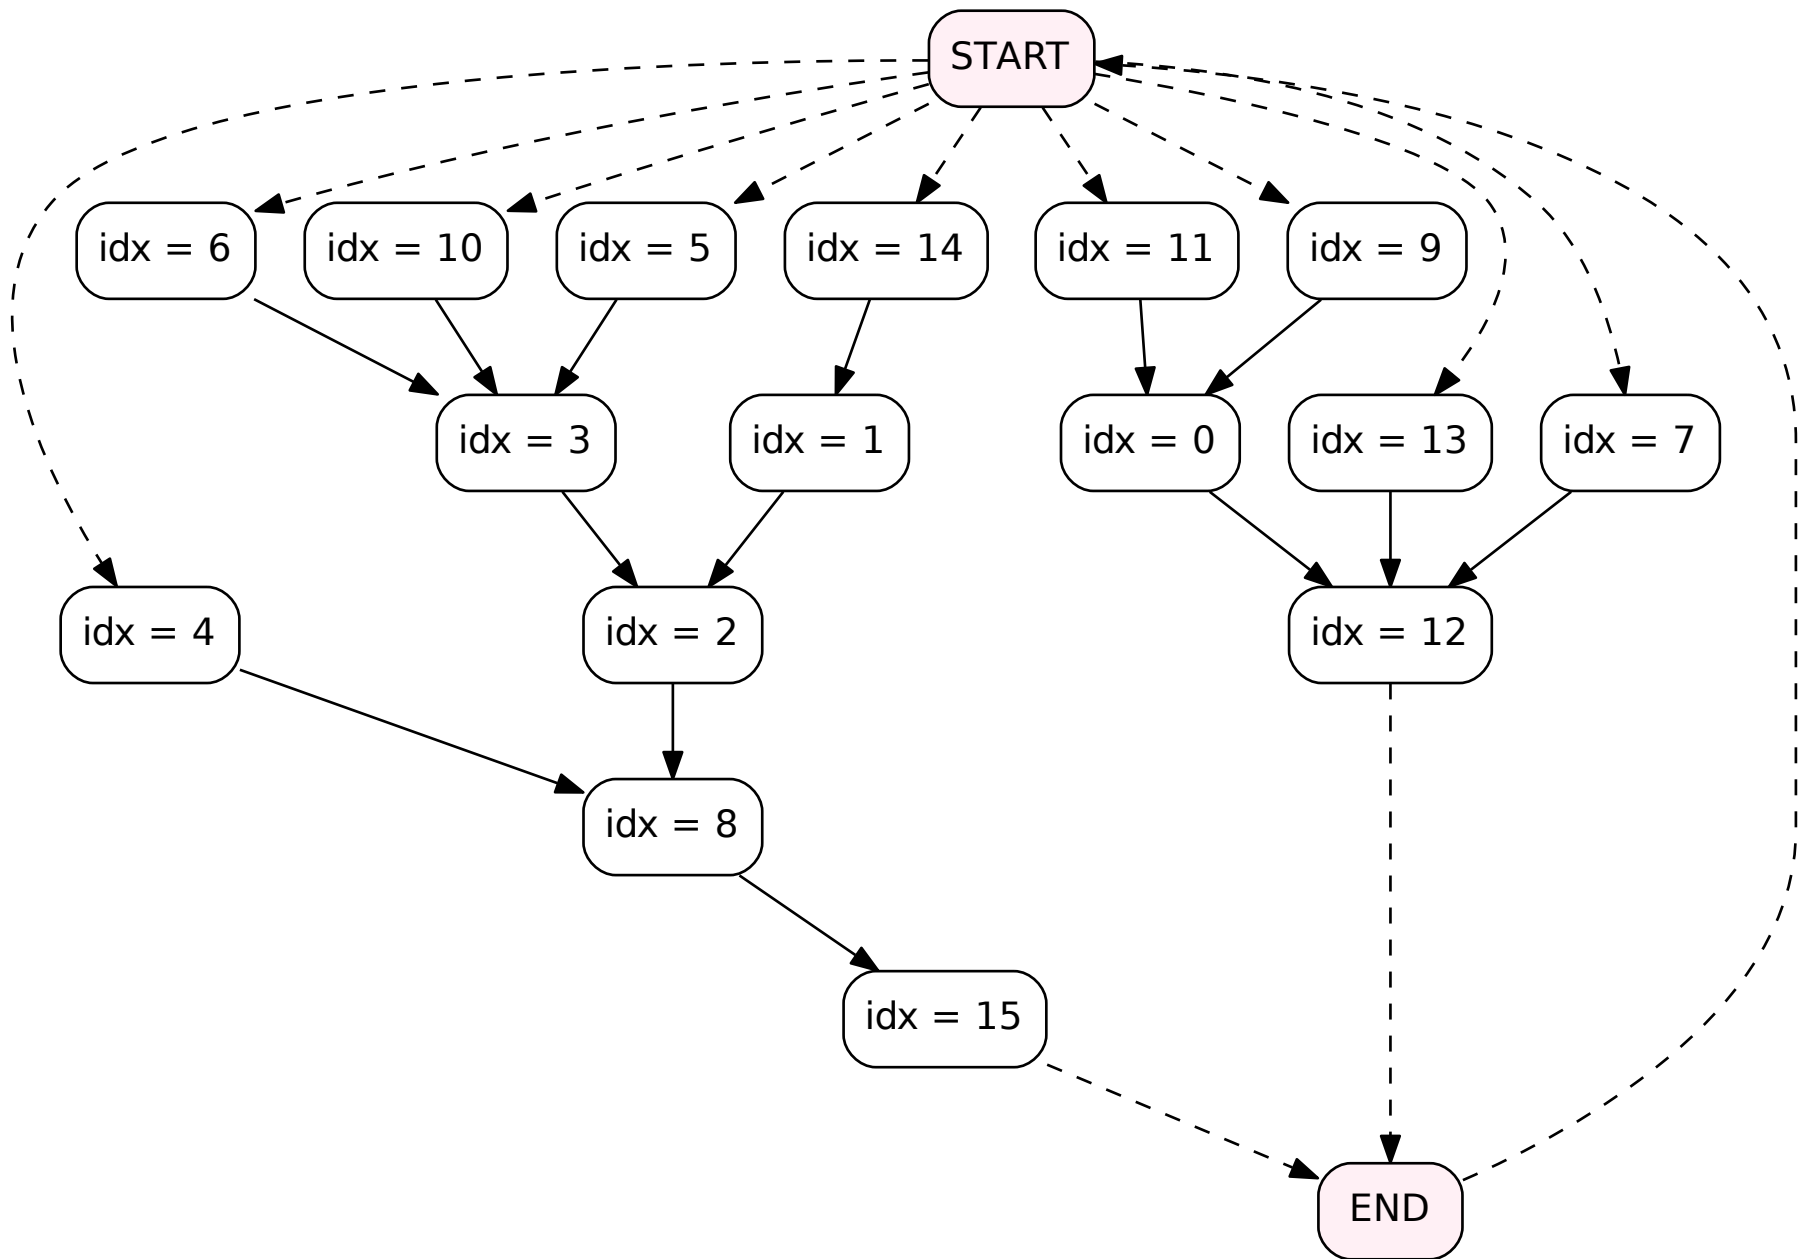 START
idx = 6
idx = 10
idx = 5
idx = 14
idx = 11
idx = 9
idx = 3
idx = 1
idx = 0
idx = 13
idx = 7
idx = 4
idx = 2
idx = 12
idx = 8
idx = 15
END